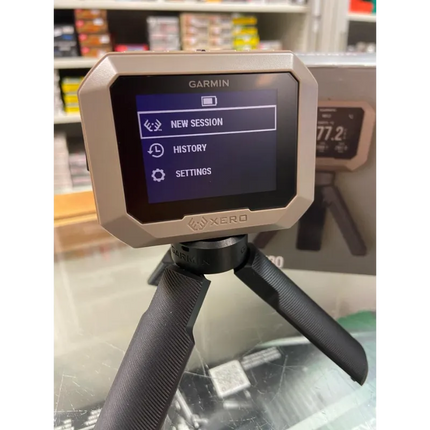 GARMIN
NEW SESSION
HISTORY
SETTINGS
XERO
77.2